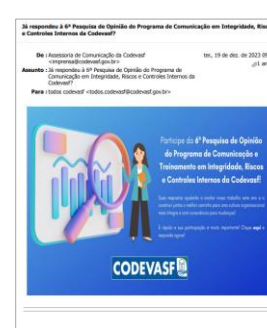 Já respondeu à 6ª Pesquisa de Opinião do Programa de Comunicação em Integridade, Risc
e Controles Internos da Codevasf?
De : Assessoria de Comunicação da Codevasf ter, 19 de dez. de 2023 09
<imprensa@codevasf.gov.br>
Assunto : Já respondeu à 5ª Pesquisa de Opinião do Programa de
Comunicação em Integridade, Riscos e Controles Internos da
Codevasf?
Para : todos codevasf <todos.codevasf@codevasf.gov.br>
Participe da 6ª Pesquisa de Opinião
do Programa de Comunicação e
Treinamento em Integridade, Riscos
e Controles Internos da Codevasf!
CODEVASF